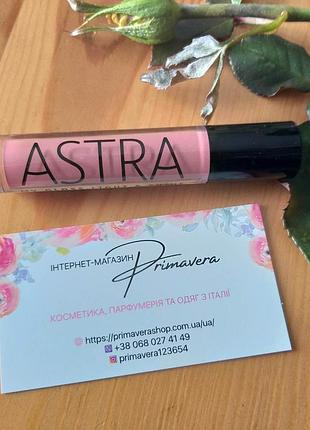 ASTRA
ІНТЕРНЕТ-МАГАЗИН
Primavera
КОСМЕТИКА, ПАРФУМЕРІЯ ТА ОДЯГ З ІТАЛІЇ
https://primaverashop.com.ua/ua/
+38 068 027 41 49
primavera123654